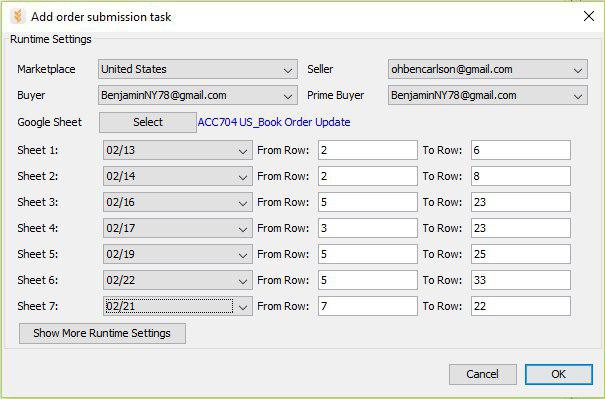 Add order submission task
Runtime Settings
Marketplace United States Seller ohbencarlson@gmail.com
Buyer BenjaminNY78@gmail.com Prime Buyer BenjaminNY78@gmail.com
Google Sheet Select ACC704 US_Book Order Update
Sheet 1: 02/13 From Row: 2 To Row: 6
Sheet 2: 02/14 From Row: 2 To Row: 8
Sheet 3: 02/16 From Row: 5 To Row: 23
Sheet 4: 02/17 From Row: 3 To Row: 23
Sheet 5: 02/19 From Row: 5 To Row: 25
Sheet 6: 02/22 From Row: 5 To Row: 33
Sheet 7: 02/21 From Row: 7 To Row: 22
Show More Runtime Settings
Cancel OK